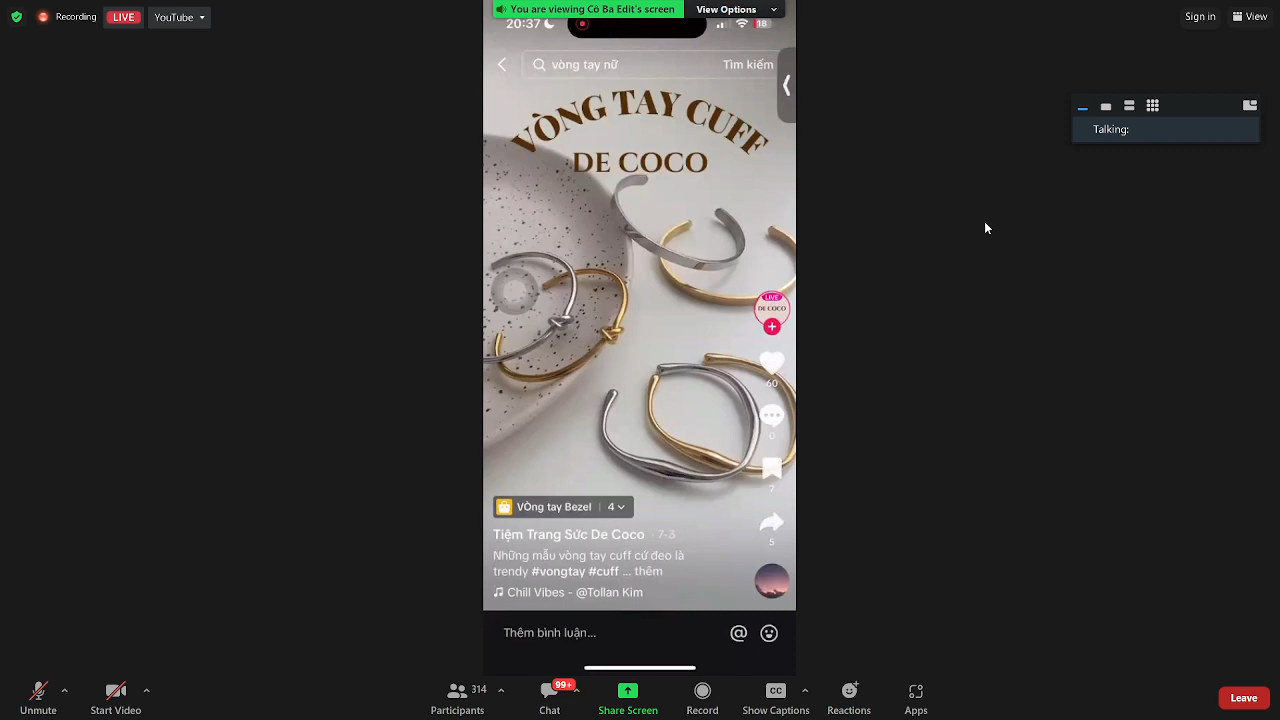 Recording
LIVE
YouTube
You are viewing Cô Ba Edit's screen
View Options
Sign in
View
20:37
18
vòng tay nữ
Tìm kiếm
VÒNG TAY CUFF
DE COCO
Talking:
LIVE
DE COCO
60
0
7
5
VÒng tay Bezel | 4
Tiệm Trang Sức De Coco · 7-3
Những mẫu vòng tay cuff cứ đeo là
trendy #vongtay #cuff ... thêm
Chill Vibes - @Tollan Kim
Thêm bình luận...
Unmute
Start Video
Participants
314
Chat
99+
Share Screen
Record
CC
Show Captions
Reactions
Apps
Leave